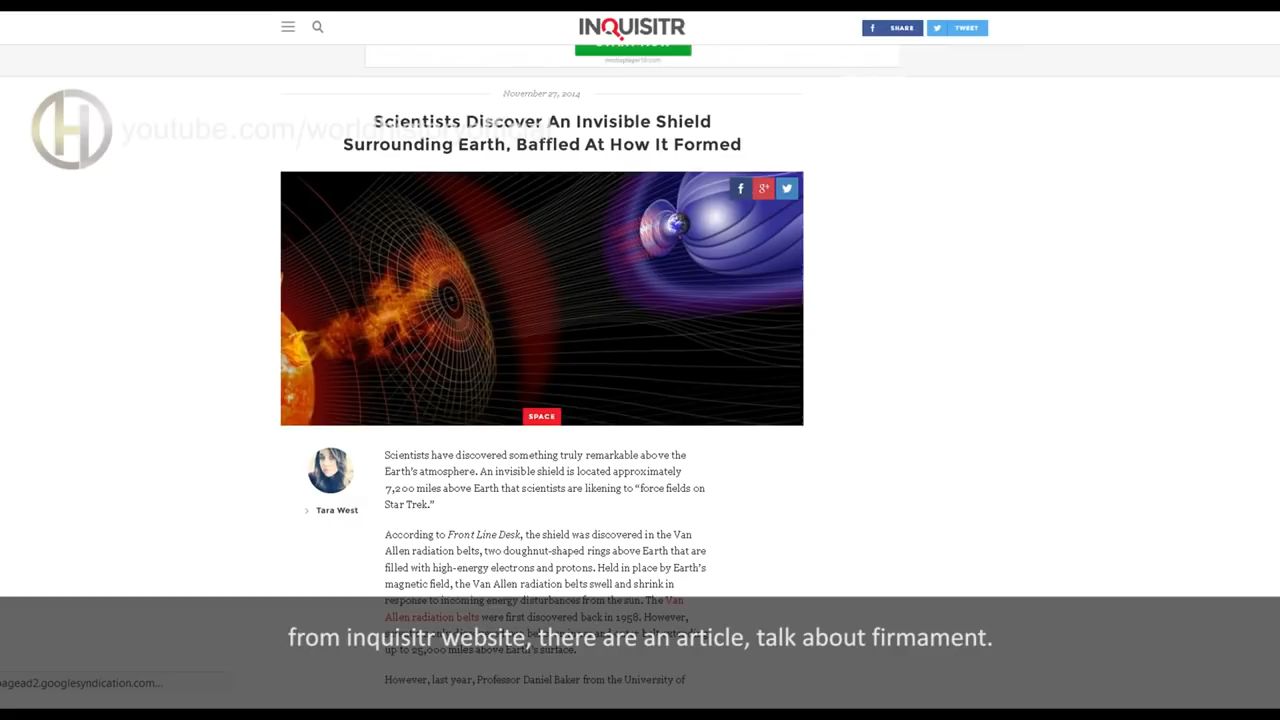 INQUISITR
SHARE
TWEET
November 27, 2014
Scientists Discover An Invisible Shield
Surrounding Earth, Baffled At How It Formed
SPACE
Tara West
Scientists have discovered something truly remarkable above the
Earth's atmosphere. An invisible shield is located approximately
7,200 miles above Earth that scientists are likening to "force fields on
Star Trek."
According to Front Line Desk, the shield was discovered in the Van
Allen radiation belts, two doughnut-shaped rings above Earth that are
filled with high-energy electrons and protons. Held in place by Earth's
magnetic field, the Van Allen radiation belts swell and shrink in
response to incoming energy disturbances from the sun. The Van
Allen radiation belts were first discovered back in 1958. However,
up to 25,000 miles above Earth's surface.
However, last year, Professor Daniel Baker from the University of
from inquisitr website, there are an article, talk about firmament.
pagead2.googlesyndication.com...